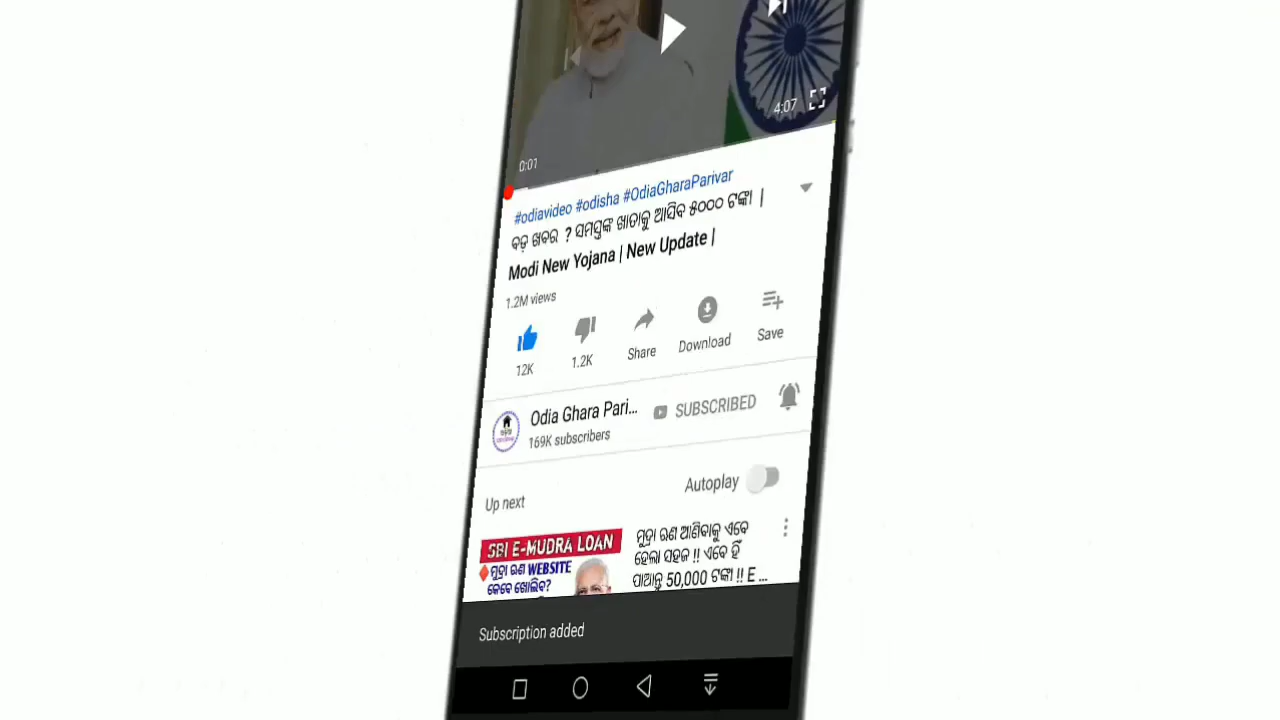 4:07
0:01
#odiavideo #odisha #OdiaGharaParivar
ବଡ଼ ଖବର ? ସମସ୍ତଙ୍କ ଖାତାକୁ ଆସିବ ୫୦୦୦ ଟଙ୍କା |
Modi New Yojana | New Update |
1.2M views
12K
1.2K
Share
Download
Save
Odia Ghara Pari...
SUBSCRIBED
169K subscribers
Up next
Autoplay
SBI E-MUDRA LOAN
ମୁଦ୍ରା ଋଣ WEBSITE
କେବେ ଖୋଲିବ?
ମୁଦ୍ରା ଋଣ ଆଣିବାକୁ ଏବେ
ହେଲା ସହଜ !! ଏବେ ହିଁ
ପାଆନ୍ତୁ 50,000 ଟଙ୍କା !! E ...
Subscription added